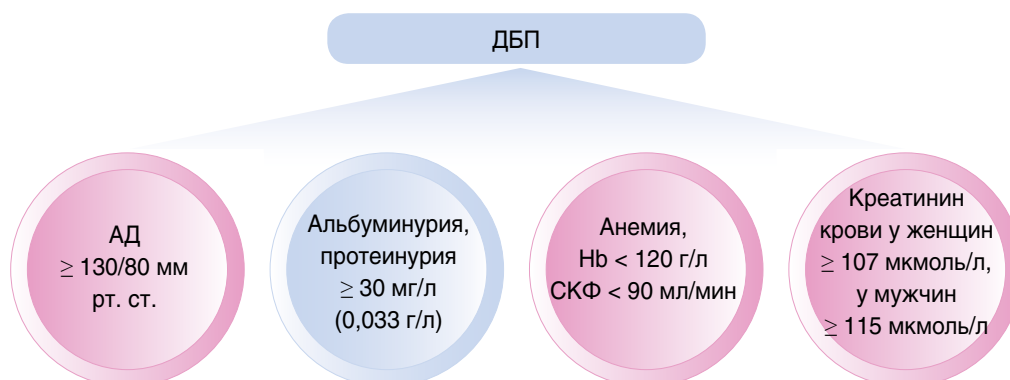 ДБП
АД
≥ 130/80 мм
рт. ст.
Альбуминурия,
протеинурия
≥ 30 мг/л
(0,033 г/л)
Анемия,
Hb < 120 г/л
СКФ < 90 мл/мин
Креатинин
крови у женщин
≥ 107 мкмоль/л,
у мужчин
≥ 115 мкмоль/л